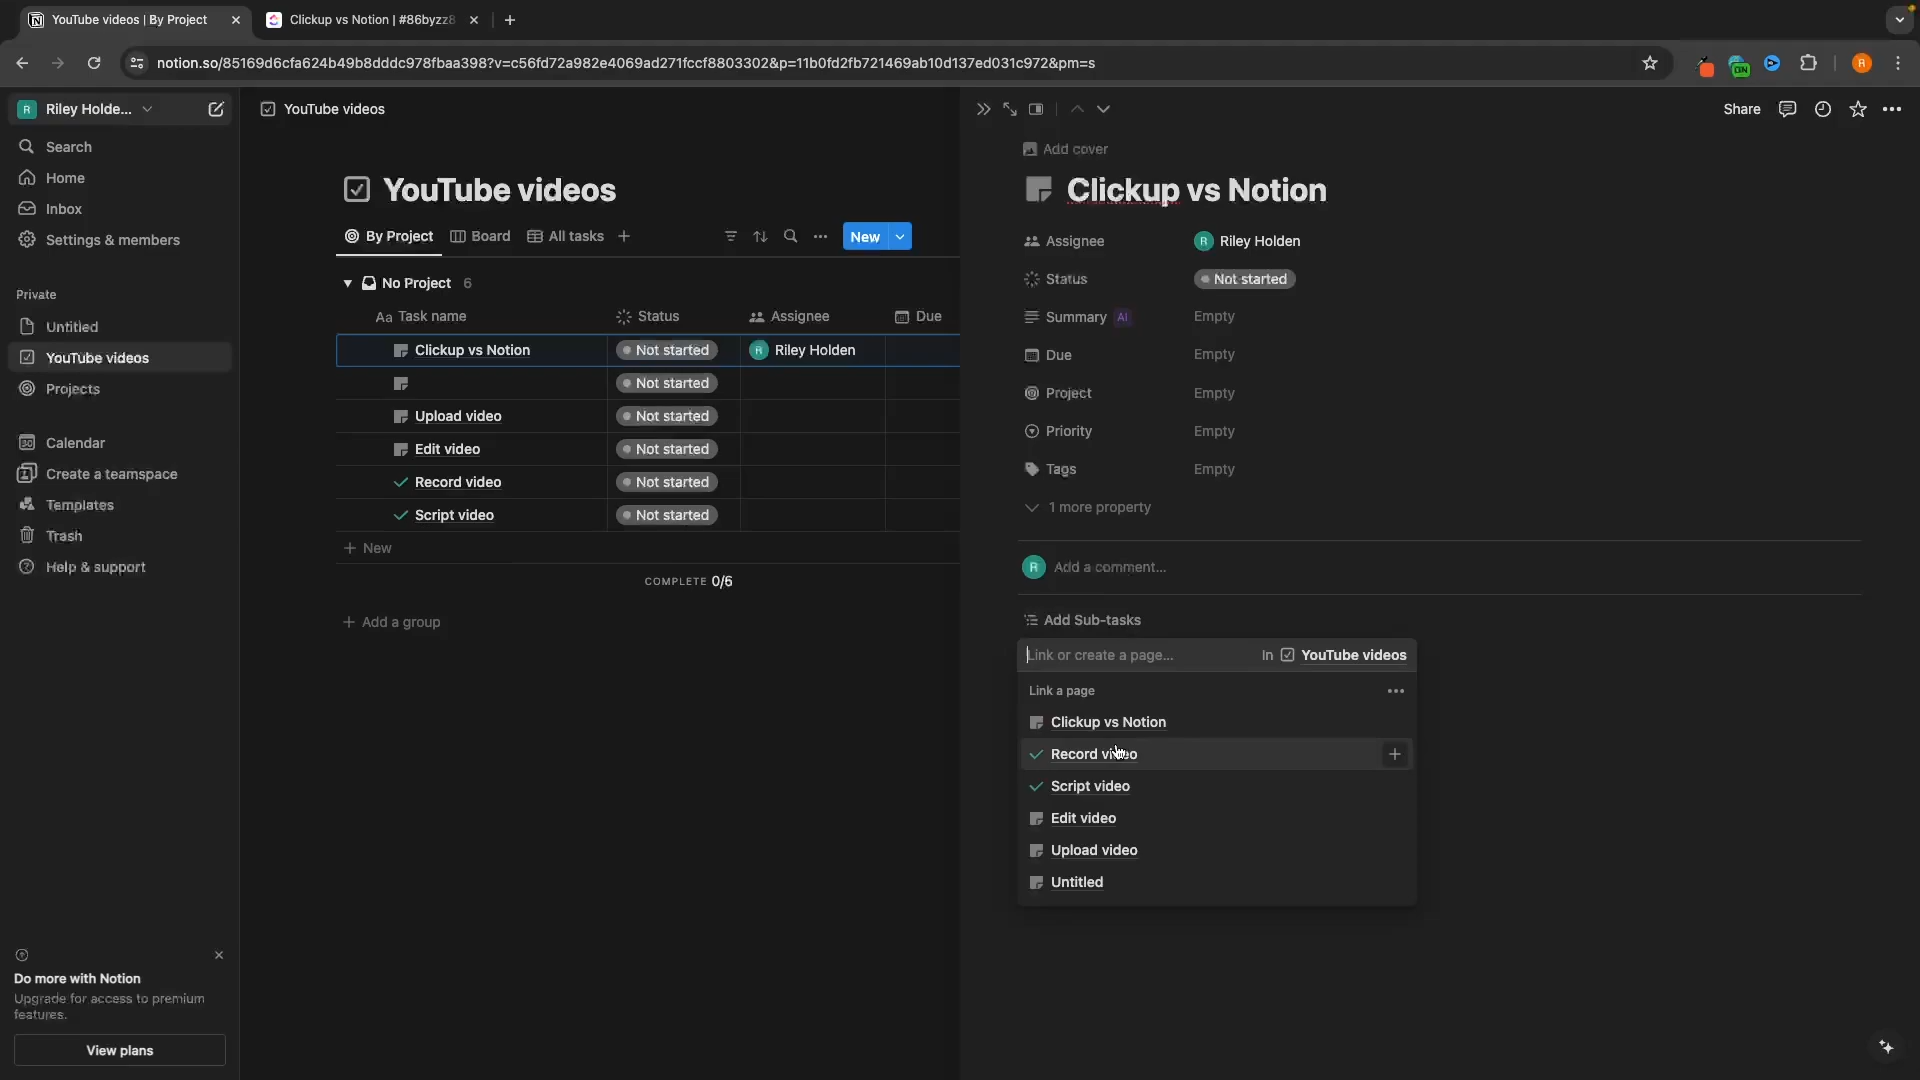 YouTube videos | By Project
Clickup vs Notion | #86byzz8
notion.so/85169d6cfa624b49b8dddc978fbaa398?v=c56fd72a982e4069ad271fccf8803302&p=11b0fd2fb721469ab10d137ed031c972&pm=s
ON
R
R Riley Holde...
Search
Home
Inbox
Settings & members
Private
Untitled
YouTube videos
Projects
Calendar
Create a teamspace
Templates
Trash
Help & support
Do more with Notion
Upgrade for access to premium
features.
View plans
YouTube videos
YouTube videos
By Project Board All tasks New
No Project 6
Aa Task name Status Assignee Due
Clickup vs Notion Not started R Riley Holden
Not started
Upload video Not started
Edit video Not started
Record video Not started
Script video Not started
New
COMPLETE 0/6
Add a group
Share
Add cover
Clickup vs Notion
Assignee R Riley Holden
Status Not started
Summary AI Empty
Due Empty
Project Empty
Priority Empty
Tags Empty
1 more property
R Add a comment...
Add Sub-tasks
Link or create a page... In YouTube videos
Link a page
Clickup vs Notion
Record video
Script video
Edit video
Upload video
Untitled